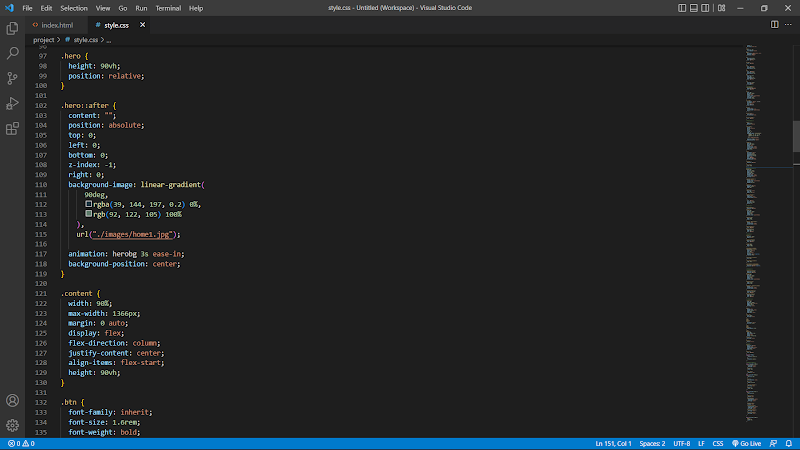 File Edit Selection View Go Run Terminal Help
style.css - Untitled (Workspace) - Visual Studio Code
index.html
style.css
project > style.css > ...
96
97 .hero {
98 height: 90vh;
99 position: relative;
100 }
101
102 .hero::after {
103 content: "";
104 position: absolute;
105 top: 0;
106 left: 0;
107 bottom: 0;
108 z-index: -1;
109 right: 0;
110 background-image: linear-gradient(
111 90deg,
112 rgba(39, 144, 197, 0.2) 0%,
113 rgb(92, 122, 105) 100%
114 ),
115 url("./images/home1.jpg");
116
117 animation: herobg 3s ease-in;
118 background-position: center;
119 }
120
121 .content {
122 width: 90%;
123 max-width: 1366px;
124 margin: 0 auto;
125 display: flex;
126 flex-direction: column;
127 justify-content: center;
128 align-items: flex-start;
129 height: 90vh;
130 }
131
132 .btn {
133 font-family: inherit;
134 font-size: 1.6rem;
135 font-weight: bold;
0 0 Ln 151, Col 1 Spaces: 2 UTF-8 LF CSS Go Live